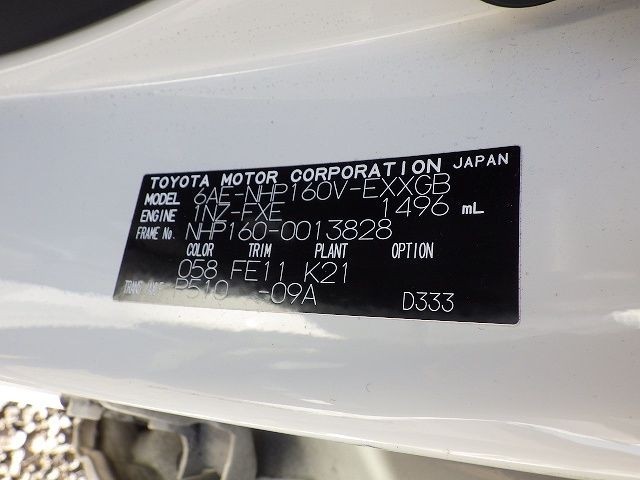 TOYOTA MOTOR CORPORATION JAPAN
MODEL 6AE-NHP160V-EXXGB
ENGINE 1NZ-FXE 1496 mL
FRAME No. NHP160-0013828
COLOR TRIM PLANT OPTION
058 FE11 K21
P510 -09A D333